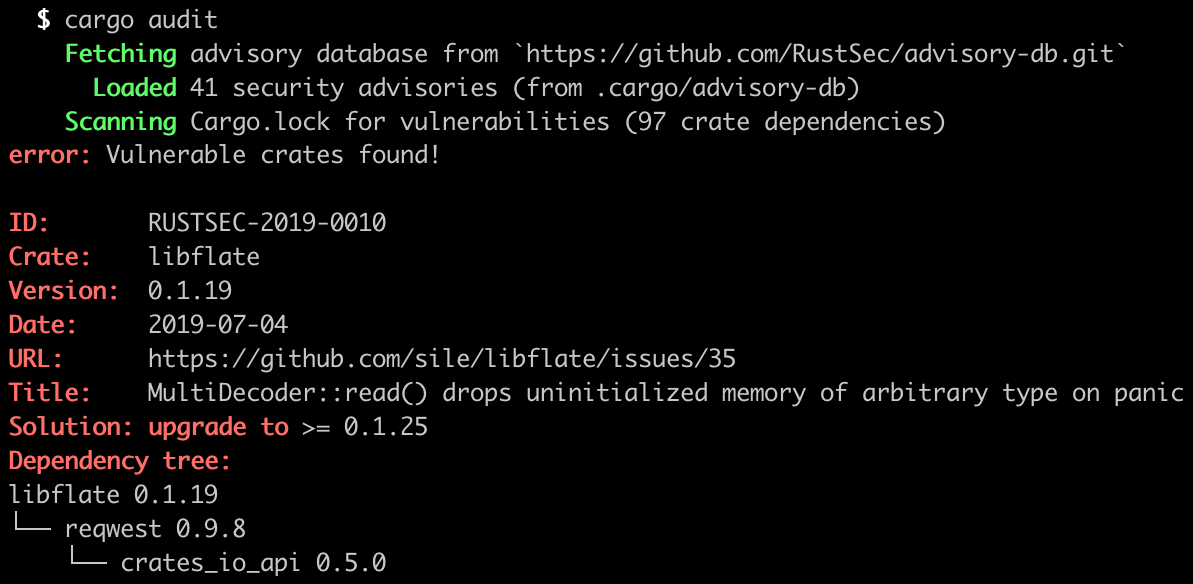 $ cargo audit
Fetching advisory database from `https://github.com/RustSec/advisory-db.git`
Loaded 41 security advisories (from .cargo/advisory-db)
Scanning Cargo.lock for vulnerabilities (97 crate dependencies)
error: Vulnerable crates found!
ID: RUSTSEC-2019-0010
Crate: libflate
Version: 0.1.19
Date: 2019-07-04
URL: https://github.com/sile/libflate/issues/35
Title: MultiDecoder::read() drops uninitialized memory of arbitrary type on panic
Solution: upgrade to >= 0.1.25
Dependency tree:
libflate 0.1.19
└── reqwest 0.9.8
└── crates_io_api 0.5.0